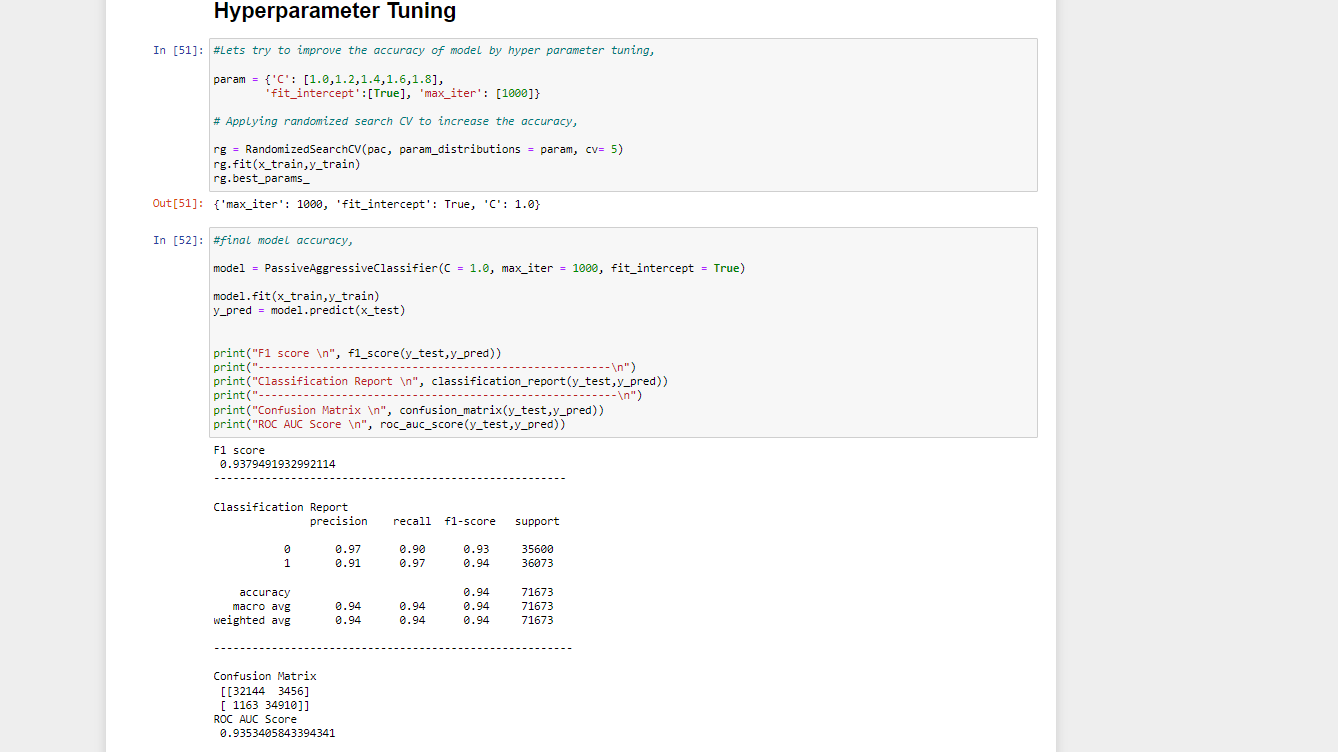 Hyperparameter Tuning
In [51]: #Lets try to improve the accuracy of model by hyper parameter tuning,
param = {'C': [1.0,1.2,1.4,1.6,1.8],
'fit_intercept':[True], 'max_iter': [1000]}
# Applying randomized search CV to increase the accuracy,
rg = RandomizedSearchCV(pac, param_distributions = param, cv= 5)
rg.fit(x_train,y_train)
rg.best_params_
Out[51]: {'max_iter': 1000, 'fit_intercept': True, 'C': 1.0}
In [52]: #final model accuracy,
model = PassiveAggressiveClassifier(C = 1.0, max_iter = 1000, fit_intercept = True)
model.fit(x_train,y_train)
y_pred = model.predict(x_test)
print("F1 score \n", f1_score(y_test,y_pred))
print("-------------------------------------------------------\n")
print("Classification Report \n", classification_report(y_test,y_pred))
print("--------------------------------------------------------\n")
print("Confusion Matrix \n", confusion_matrix(y_test,y_pred))
print("ROC AUC Score \n", roc_auc_score(y_test,y_pred))
F1 score
0.9379491932992114
-------------------------------------------------------
Classification Report
precision recall f1-score support
0 0.97 0.90 0.93 35600
1 0.91 0.97 0.94 36073
accuracy 0.94 71673
macro avg 0.94 0.94 0.94 71673
weighted avg 0.94 0.94 0.94 71673
--------------------------------------------------------
Confusion Matrix
[[32144 3456]
[ 1163 34910]]
ROC AUC Score
0.9353405843394341